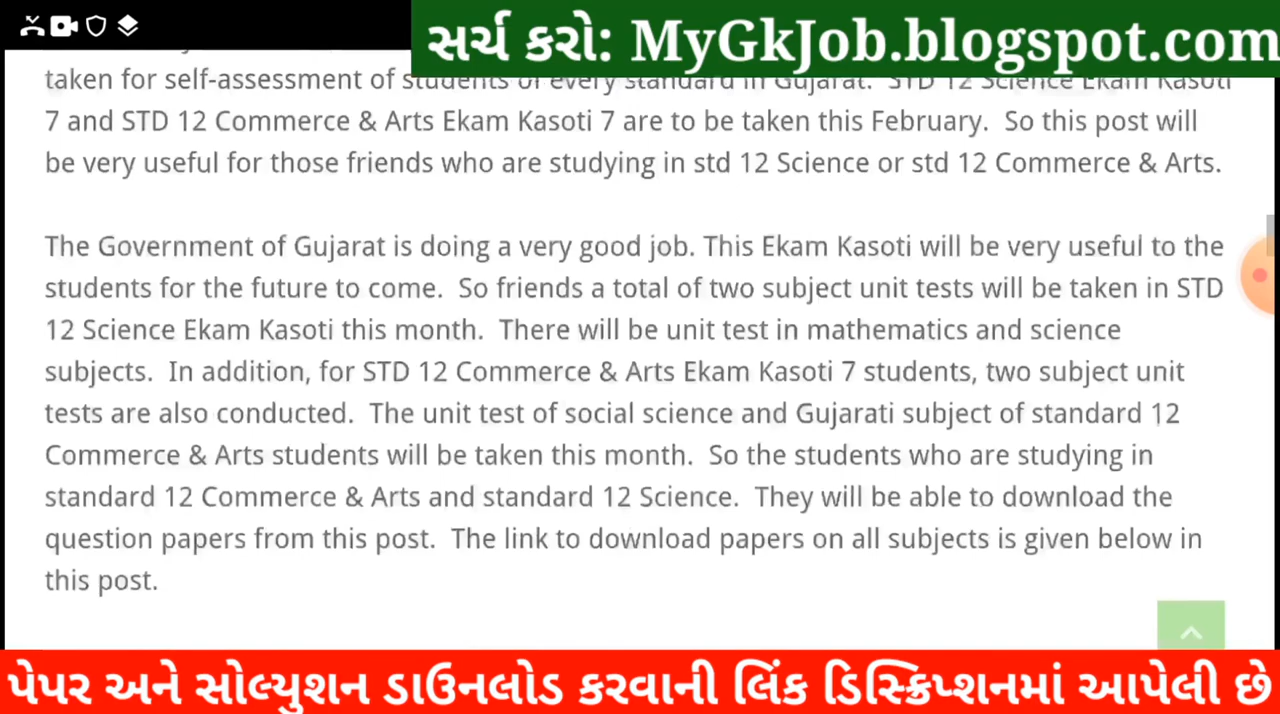 સર્ચ કરો: MyGkJob.blogspot.com
taken for self-assessment of students of every standard in Gujarat. STD 12 Science Ekam Kasoti
7 and STD 12 Commerce & Arts Ekam Kasoti 7 are to be taken this February. So this post will
be very useful for those friends who are studying in std 12 Science or std 12 Commerce & Arts.
The Government of Gujarat is doing a very good job. This Ekam Kasoti will be very useful to the
students for the future to come. So friends a total of two subject unit tests will be taken in STD
12 Science Ekam Kasoti this month. There will be unit test in mathematics and science
subjects. In addition, for STD 12 Commerce & Arts Ekam Kasoti 7 students, two subject unit
tests are also conducted. The unit test of social science and Gujarati subject of standard 12
Commerce & Arts students will be taken this month. So the students who are studying in
standard 12 Commerce & Arts and standard 12 Science. They will be able to download the
question papers from this post. The link to download papers on all subjects is given below in
this post.
પેપર અને સોલ્યુશન ડાઉનલોડ કરવાની લિંક ડિસ્ક્રિપ્શનમાં આપેલી છે